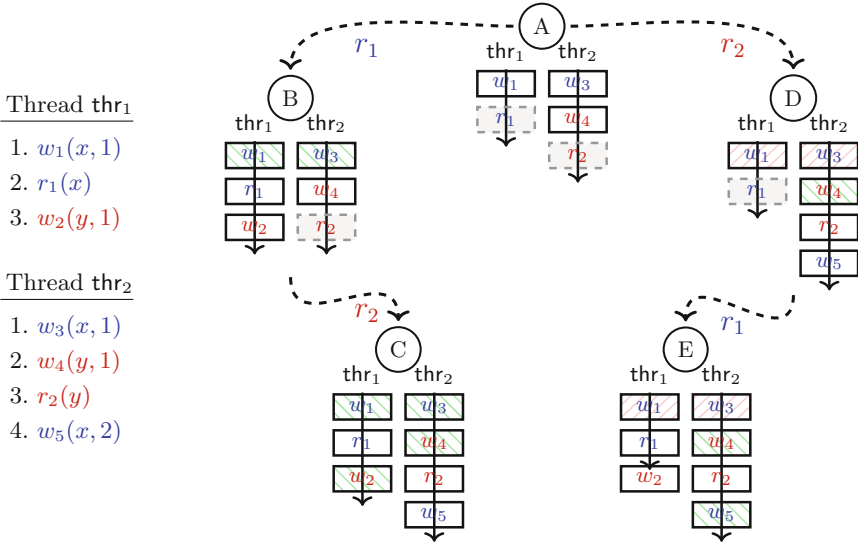 Thread thr₁
1. w₁(x, 1)
2. r₁(x)
3. w₂(y, 1)
Thread thr₂
1. w₃(x, 1)
2. w₄(y, 1)
3. r₂(y)
4. w₅(x, 2)
A
r₁
r₂
thr₁ thr₂
w₁ w₃
r₁ w₄
r₂
B
thr₁ thr₂
w₁ w₃
r₁ w₄
w₂ r₂
D
thr₁ thr₂
w₁ w₃
r₁ w₄
r₂
w₅
r₂
C
thr₁ thr₂
w₁ w₃
r₁ w₄
w₂ r₂
w₅
r₁
E
thr₁ thr₂
w₁ w₃
r₁ w₄
w₂ r₂
w₅